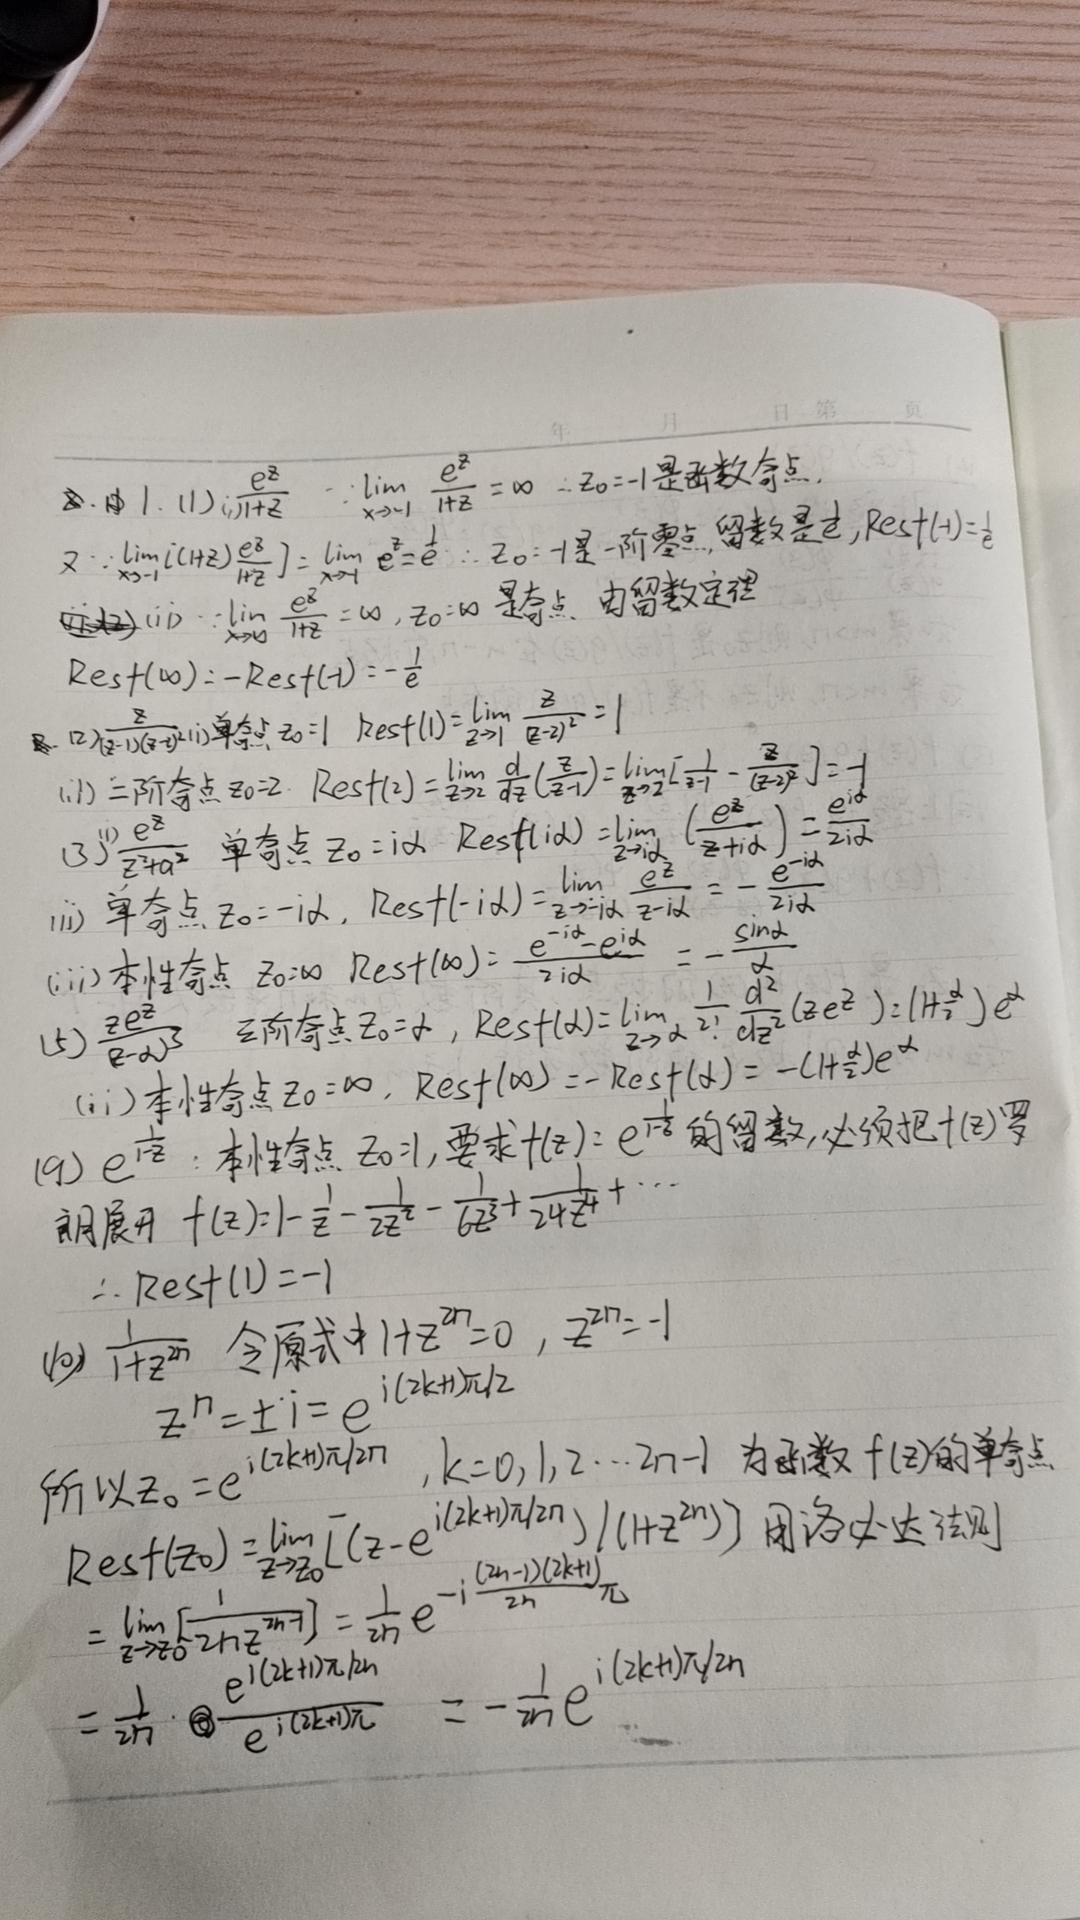 年 月 日 第 页
1. (1) (i) e^z/(1+z) ∵ lim_{x→-1} e^z/(1+z) = ∞ ∴ z₀=-1是函数奇点.
又∵ lim_{x→-1} [(1+z) e^z/(1+z)] = lim_{x→-1} e^z = 1/e ∴ z₀=-1是一阶零点, 留数是 1/e, Resf(-1)=1/e
(ii) ∵ lim_{x→∞} e^z/(1+z) = ∞, z₀=∞ 是奇点 由留数定理
Resf(∞)=-Resf(-1)=-1/e
(2) z/((z-1)(z-2)²) (i) 单奇点 z₀=1 Resf(1)=lim_{z→1} z/(z-2)² = 1
(ii) 二阶奇点 z₀=2. Resf(2)=lim_{z→2} d/dz (z/(z-1))=lim_{z→2}[1/(z-1) - z/(z-2)²]=-1
(3) (i) e^z/(z²+a²) 单奇点 z₀=iα Resf(iα)=lim_{z→iα} (e^z/(z+iα))=e^{iα}/(2iα)
(ii) 单奇点 z₀=-iα, Resf(-iα)=lim_{z→-iα} e^z/(z-iα) = - e^{-iα}/(2iα)
(iii) 本性奇点 z₀=∞ Resf(∞)=(e^{-iα}-e^{iα})/(2iα) = - sinα/α
(5) ze^z/(z-α)³ 三阶奇点 z₀=α, Resf(α)=lim_{z→α} 1/2! d²/dz² (ze^z)=(1+α/2)e^α
(ii) 本性奇点 z₀=∞, Resf(∞)=-Resf(α)=-(1+α/2)e^α
(9) e^{1/(1-z)}: 本性奇点 z₀=1, 要求f(z)=e^{1/(1-z)}的留数, 必须把f(z)罗
朗展开 f(z)=1-1/z-1/(2z²)-1/(6z³)+1/(24z⁴)+…
∴ Resf(1)=-1
(10) 1/(1+z^{2n}) 令原式中1+z^{2n}=0, z^{2n}=-1
z^n=±i=e^{i(2k+1)π/2}
所以z₀=e^{i(2k+1)π/2n}, k=0,1,2…2n-1 为函数f(z)的单奇点
Resf(z₀)=lim_{z→z₀}[(z-e^{i(2k+1)π/2n})/(1+z^{2n})] 用洛必达法则
=lim_{z→z₀}[1/(2nz^{2n-1})]=1/(2n) e^{-i (2n-1)(2k+1)/(2n) π}
=1/(2n) · e^{i(2k+1)π/2n}/e^{i(2k+1)π} = -1/(2n) e^{i(2k+1)π/2n}